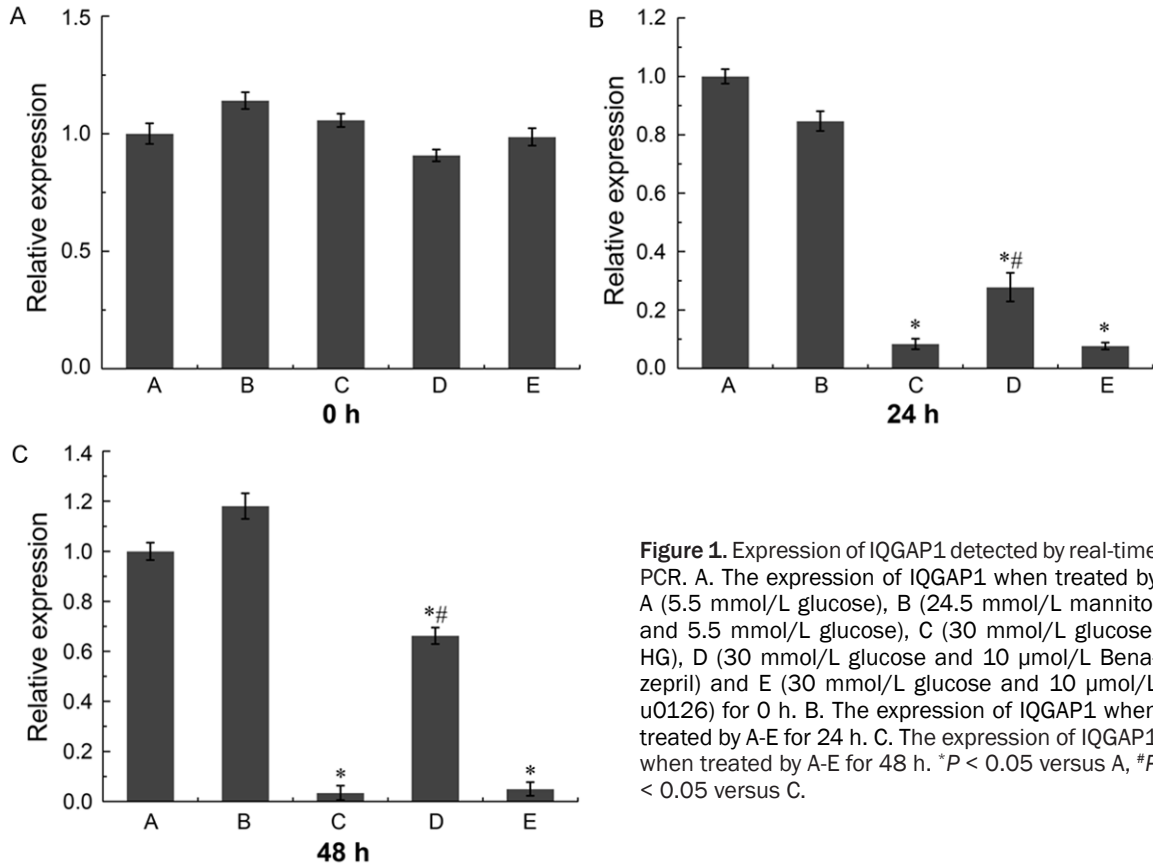 A
1.5
1.0
0.5
0.0
Relative expression
A B C D E
0 h
B
1.2
1.0
0.8
0.6
0.4
0.2
0.0
Relative expression
* *# *
A B C D E
24 h
C
1.4
1.2
1.0
0.8
0.6
0.4
0.2
0.0
Relative expression
* *# *
A B C D E
48 h
Figure 1. Expression of IQGAP1 detected by real-time
PCR. A. The expression of IQGAP1 when treated by
A (5.5 mmol/L glucose), B (24.5 mmol/L mannito
and 5.5 mmol/L glucose), C (30 mmol/L glucose
HG), D (30 mmol/L glucose and 10 μmol/L Bena-
zepril) and E (30 mmol/L glucose and 10 μmol/L
u0126) for 0 h. B. The expression of IQGAP1 when
treated by A-E for 24 h. C. The expression of IQGAP1
when treated by A-E for 48 h. *P < 0.05 versus A, #P
< 0.05 versus C.